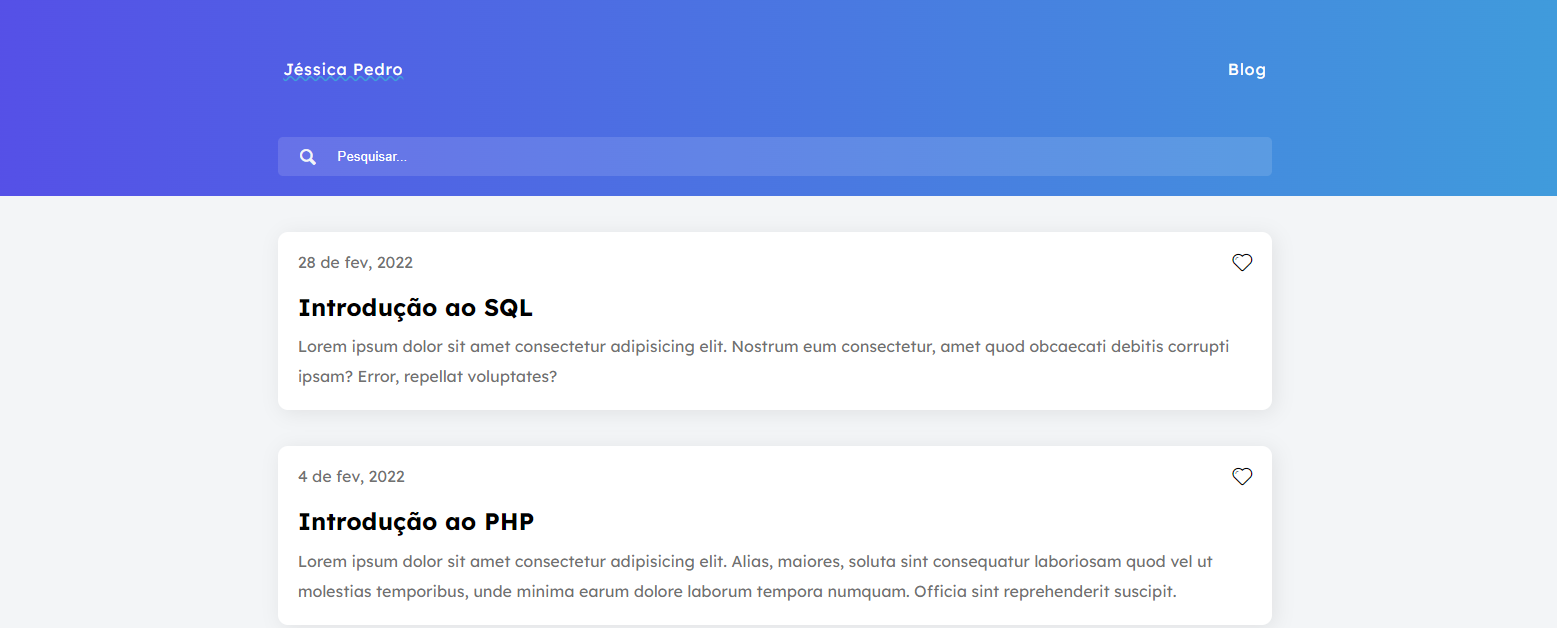 Jéssica Pedro
Blog
Pesquisar...
28 de fev, 2022
Introdução ao SQL
Lorem ipsum dolor sit amet consectetur adipisicing elit. Nostrum eum consectetur, amet quod obcaecati debitis corrupti
ipsam? Error, repellat voluptates?
4 de fev, 2022
Introdução ao PHP
Lorem ipsum dolor sit amet consectetur adipisicing elit. Alias, maiores, soluta sint consequatur laboriosam quod vel ut
molestias temporibus, unde minima earum dolore laborum tempora numquam. Officia sint reprehenderit suscipit.